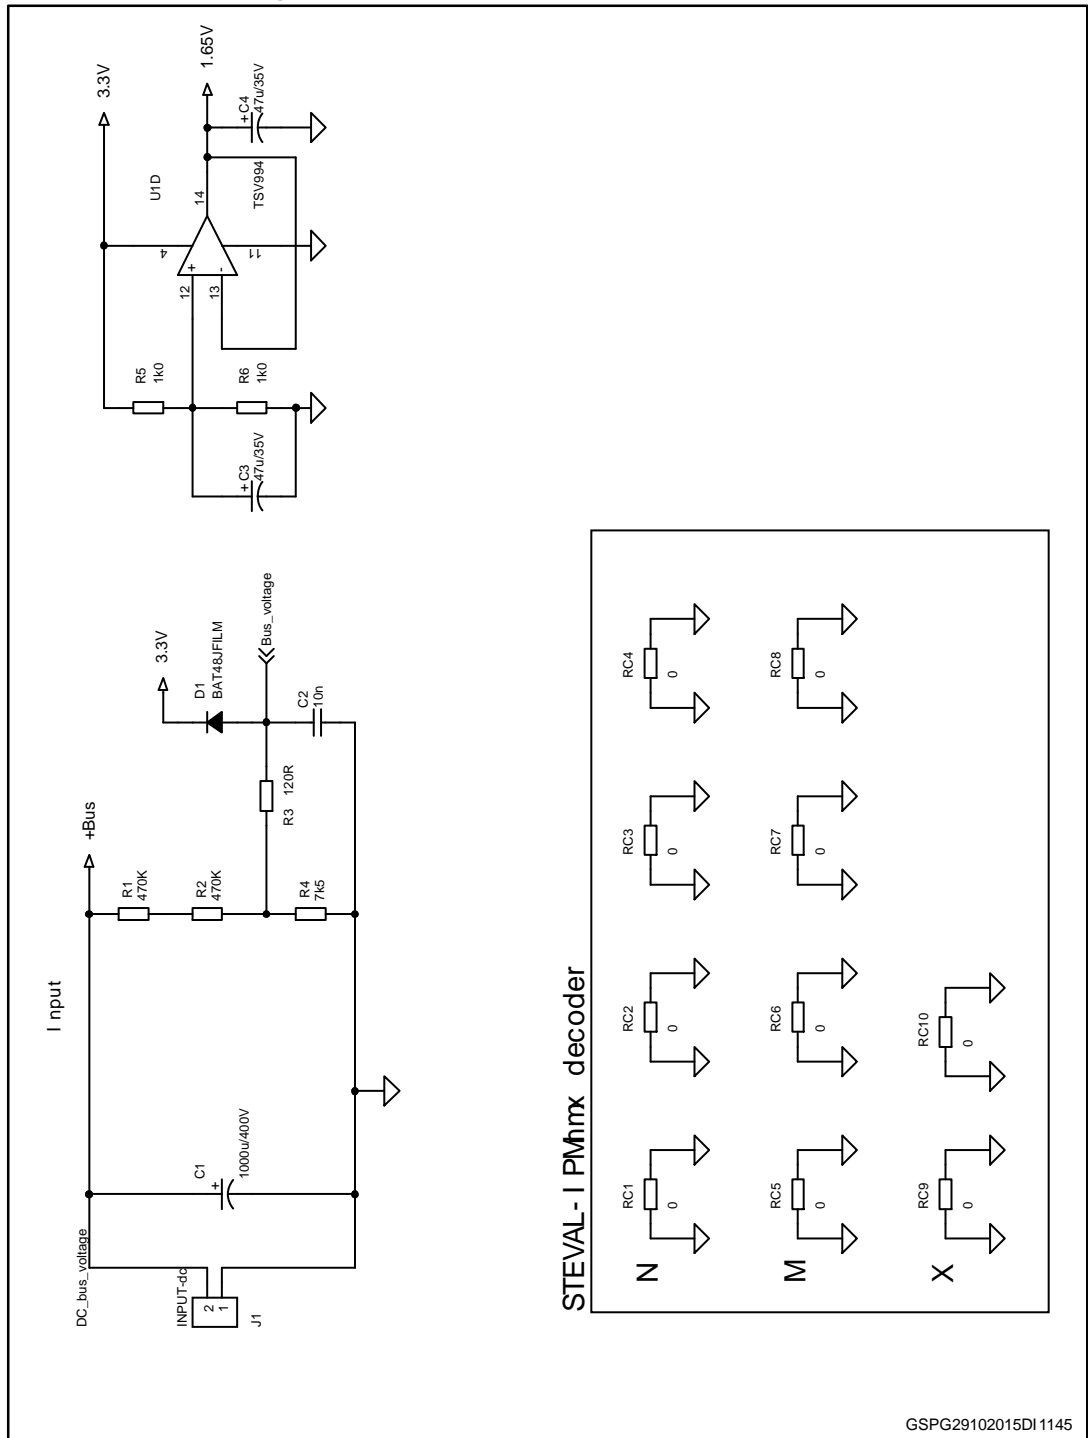 Input
DC_bus_voltage
INPUT-dc
2
1
J1
C1
+
1000u/400V
+Bus
R1
470K
R2
470K
R4
7k5
R3 120R
3.3V
D1
BAT48JFILM
Bus_voltage
C2
10n
3.3V
R5
1k0
R6
1k0
+C3
47u/35V
12
13
+
-
4
11
14
U1D
TSV994
1.65V
+C4
47u/35V
STEVAL-IPMnmx decoder
N
RC1
0
RC2
0
RC3
0
RC4
0
M
RC5
0
RC6
0
RC7
0
RC8
0
X
RC9
0
RC10
0
GSPG29102015DI1145